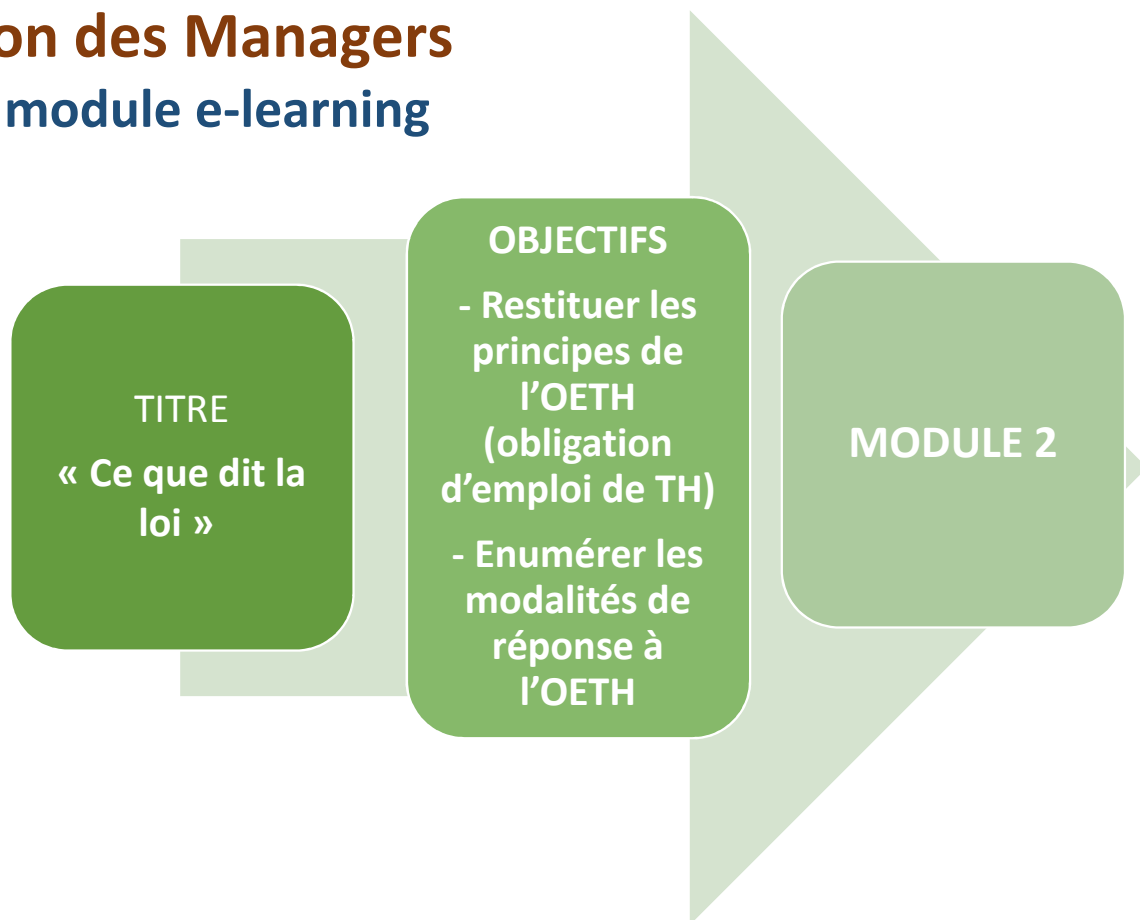 on des Managers
module e-learning
TITRE
« Ce que dit la
loi »
OBJECTIFS
- Restituer les
principes de
l’OETH
(obligation
d’emploi de TH)
- Enumérer les
modalités de
réponse à
l’OETH
MODULE 2